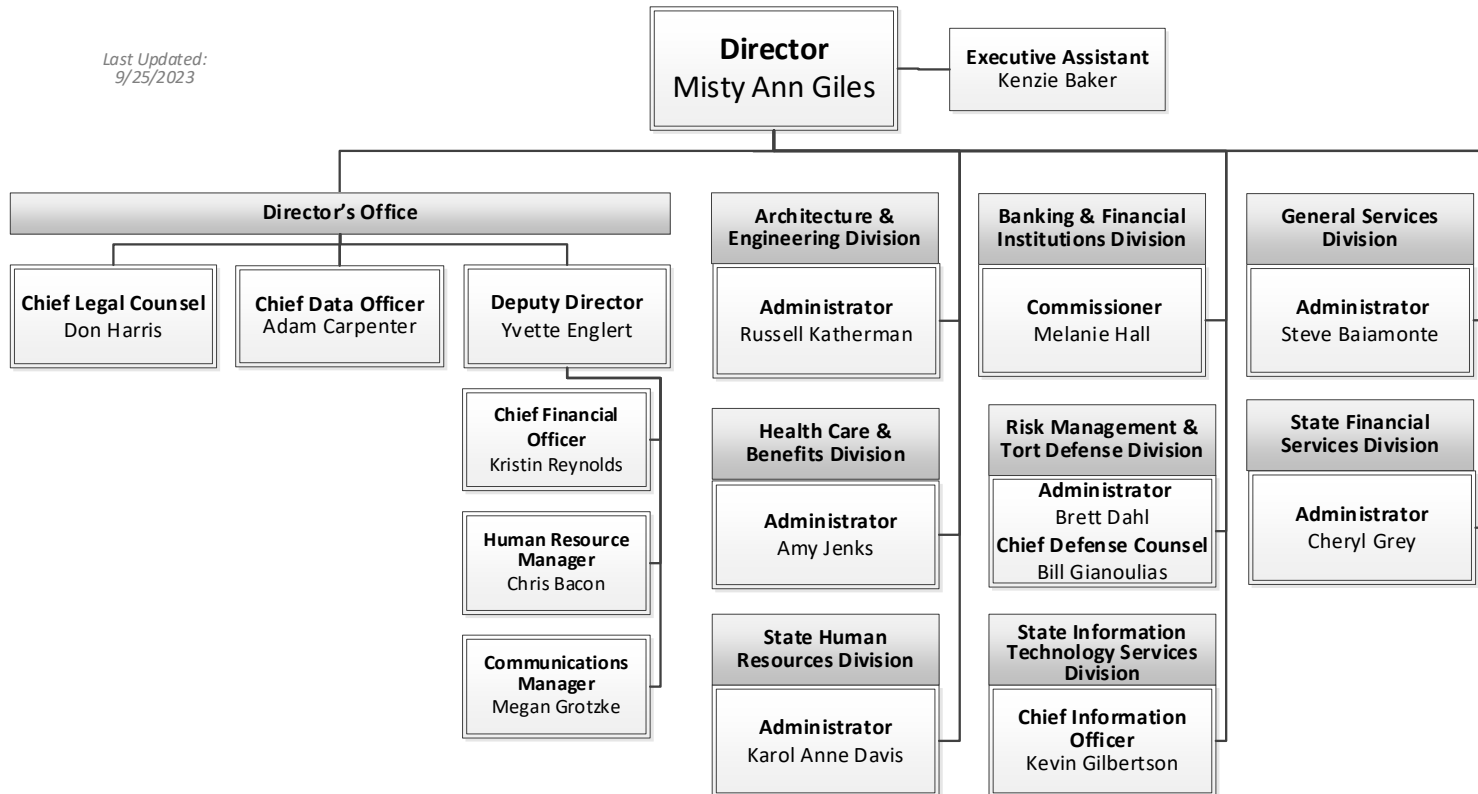 Last Updated:
9/25/2023
Director
Misty Ann Giles
Executive Assistant
Kenzie Baker
Director’s Office
Chief Legal Counsel
Don Harris
Chief Data Officer
Adam Carpenter
Deputy Director
Yvette Englert
Chief Financial
Officer
Kristin Reynolds
Human Resource
Manager
Chris Bacon
Communications
Manager
Megan Grotzke
Architecture &
Engineering Division
Administrator
Russell Katherman
Health Care &
Benefits Division
Administrator
Amy Jenks
State Human
Resources Division
Administrator
Karol Anne Davis
Banking & Financial
Institutions Division
Commissioner
Melanie Hall
Risk Management &
Tort Defense Division
Administrator
Brett Dahl
Chief Defense Counsel
Bill Gianoulias
State Information
Technology Services
Division
Chief Information
Officer
Kevin Gilbertson
General Services
Division
Administrator
Steve Baiamonte
State Financial
Services Division
Administrator
Cheryl Grey